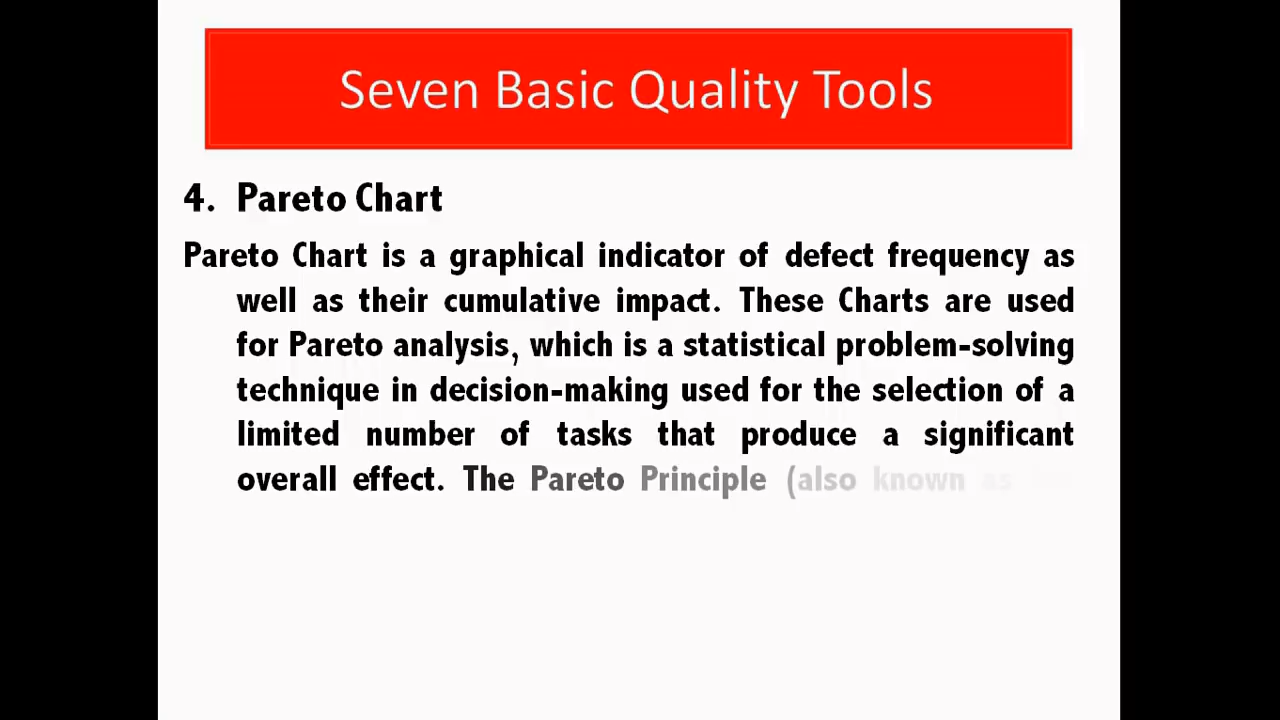 Seven Basic Quality Tools
4. Pareto Chart
Pareto Chart is a graphical indicator of defect frequency as
well as their cumulative impact. These Charts are used
for Pareto analysis, which is a statistical problem-solving
technique in decision-making used for the selection of a
limited number of tasks that produce a significant
overall effect. The Pareto Principle (also known as